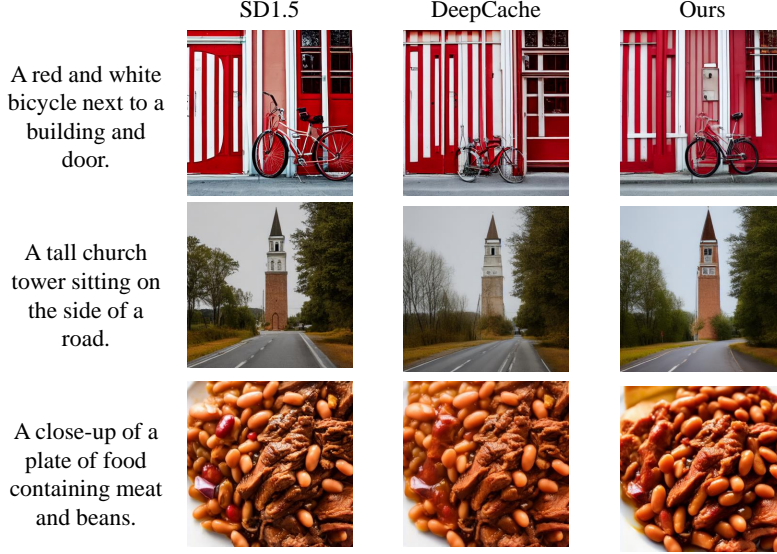 SD1.5 DeepCache Ours
A red and white
bicycle next to a
building and
door.
A tall church
tower sitting on
the side of a
road.
A close-up of a
plate of food
containing meat
and beans.